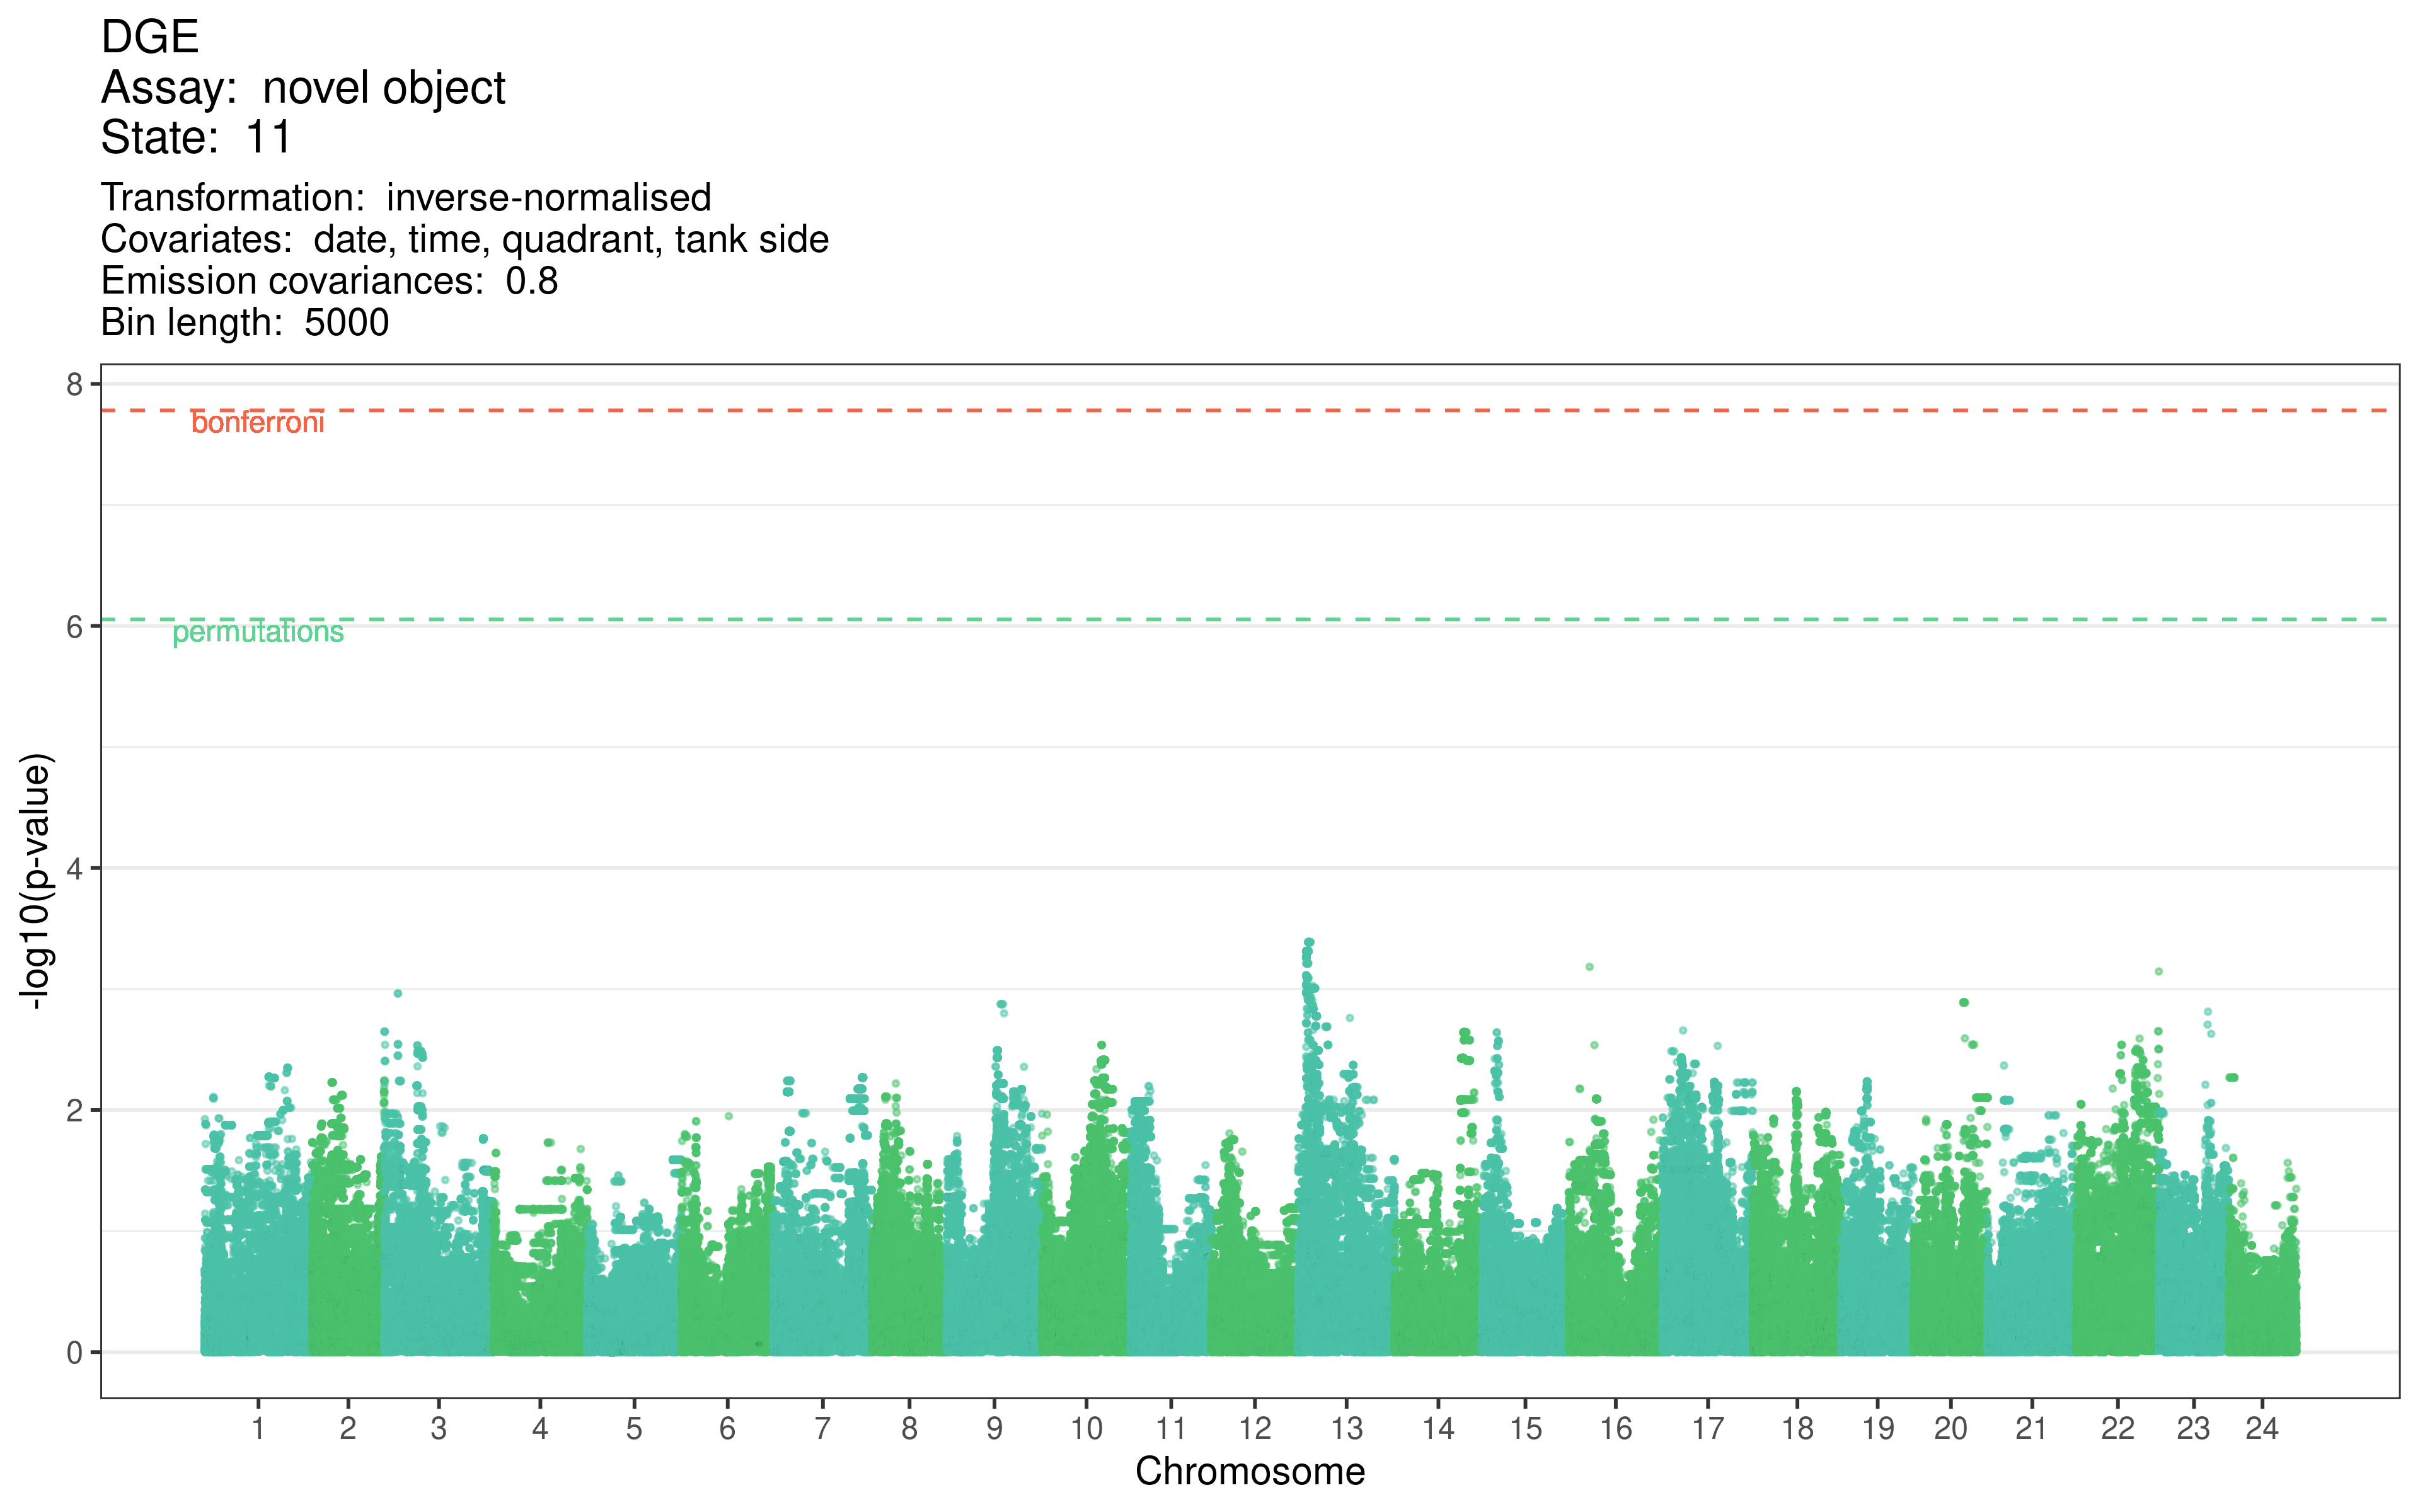 DGE
Assay:  novel object
State:  11
Transformation:  inverse-normalised
Covariates:  date, time, quadrant, tank side
Emission covariances:  0.8
Bin length:  5000
8
bonferroni
6
permutations
4
2
0
-log10(p-value)
1 2 3 4 5 6 7 8 9 10 11 12 13 14 15 16 17 18 19 20 21 22 23 24
Chromosome